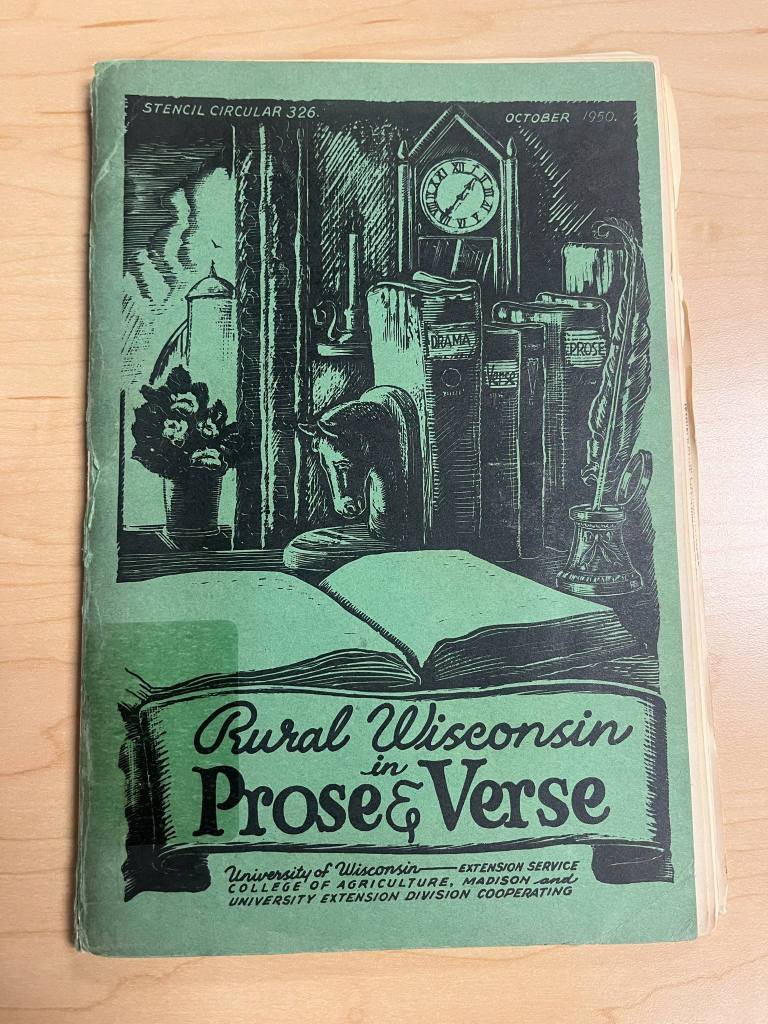 STENCIL CIRCULAR 326.
OCTOBER 1950.
DRAMA
Verse
PROSE
Rural Wisconsin
in
Prose & Verse
University of Wisconsin—EXTENSION SERVICE
COLLEGE OF AGRICULTURE, MADISON and
UNIVERSITY EXTENSION DIVISION COOPERATING